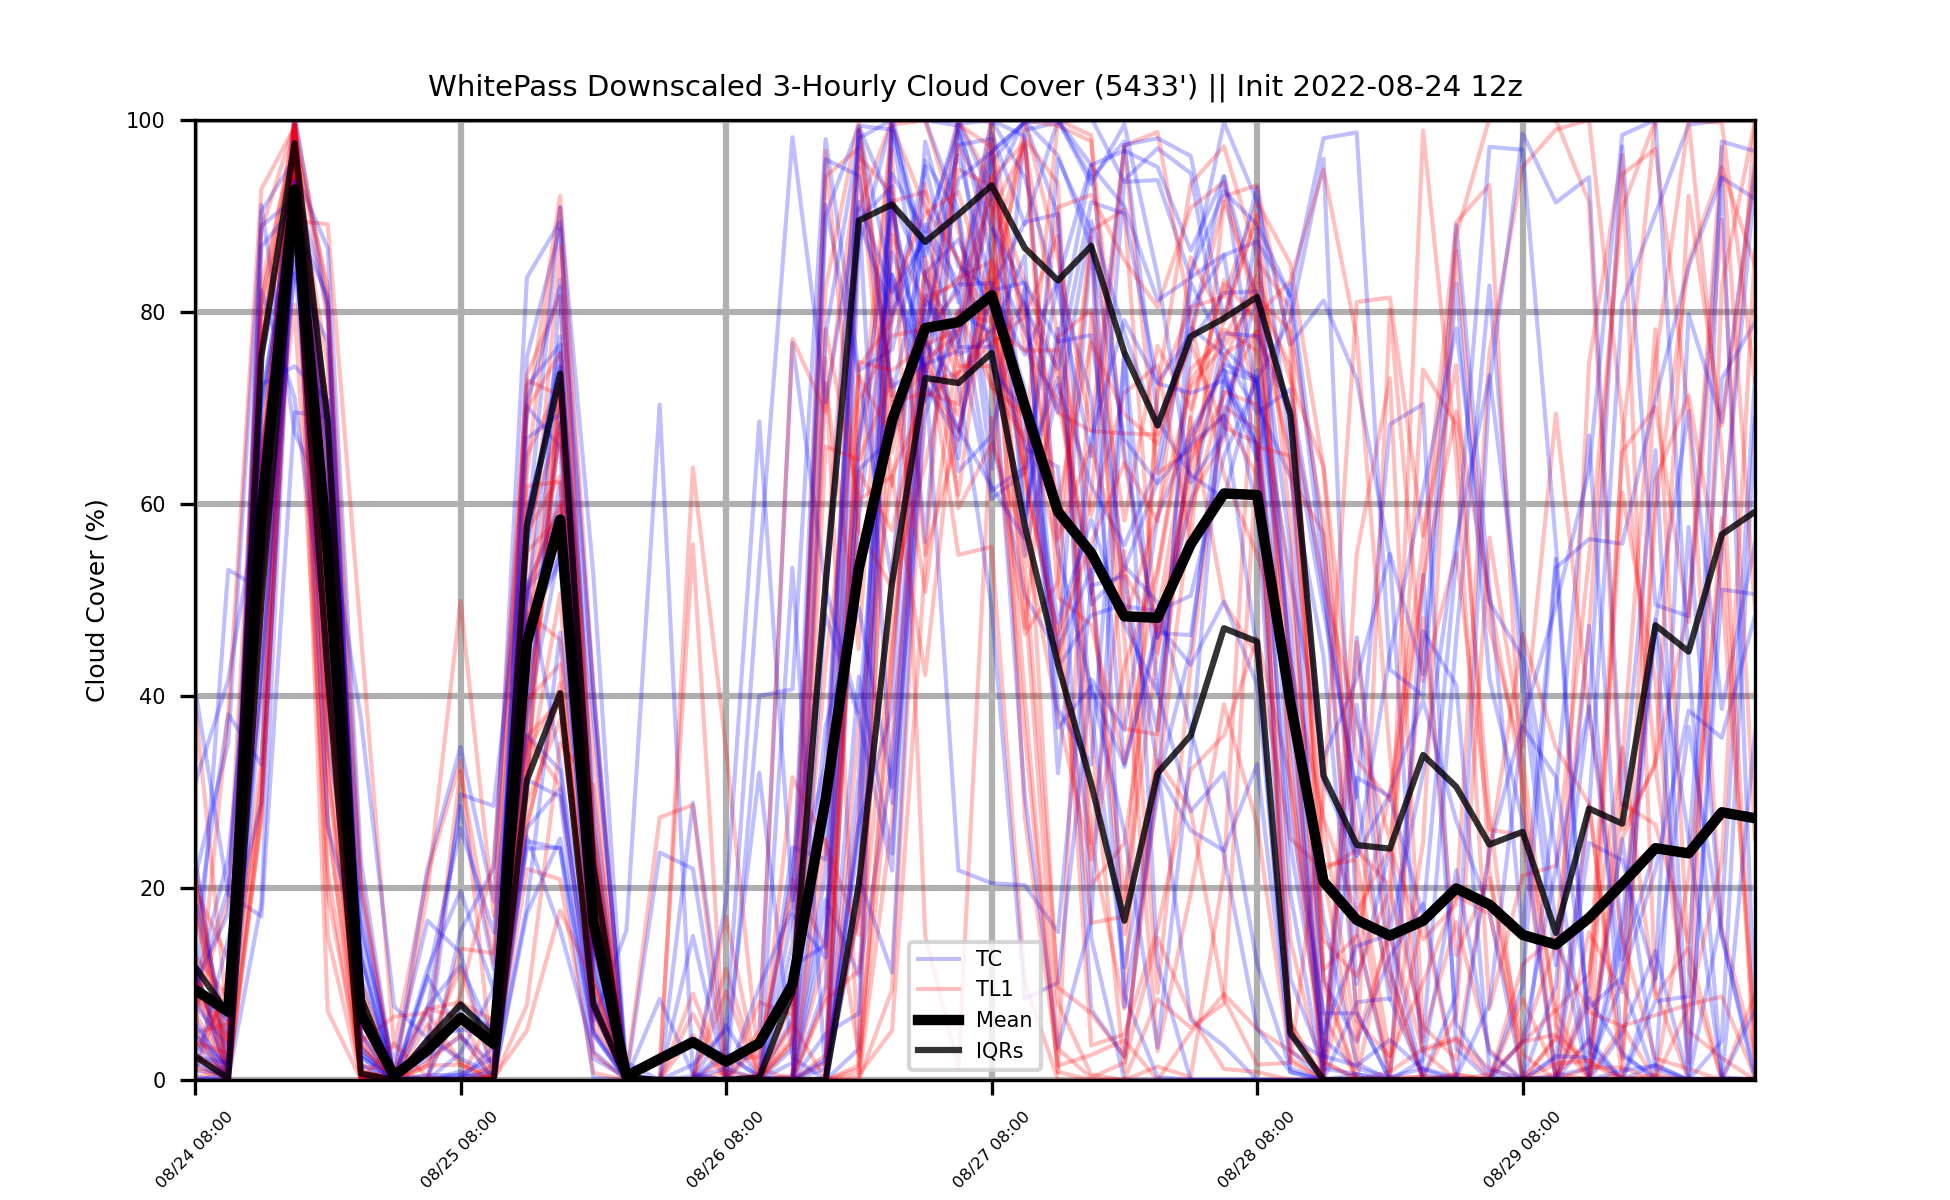 WhitePass Downscaled 3-Hourly Cloud Cover (5433') || Init 2022-08-24 12z
Cloud Cover (%)
100
80
60
40
20
0
TC
TL1
Mean
IQRs
08/24 08:00
08/25 08:00
08/26 08:00
08/27 08:00
08/28 08:00
08/29 08:00